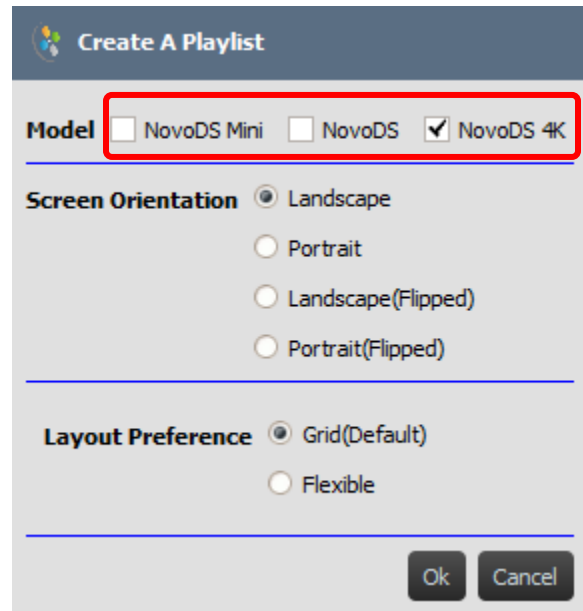 Create A Playlist
Model NovoDS Mini NovoDS NovoDS 4K
Screen Orientation Landscape
Portrait
Landscape(Flipped)
Portrait(Flipped)
Layout Preference Grid(Default)
Flexible
Ok Cancel